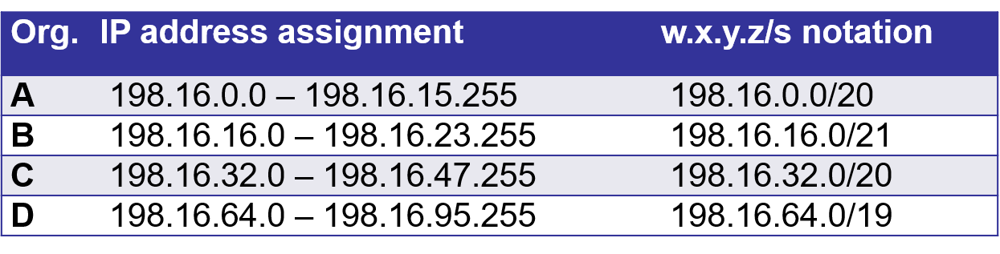 Org. IP address assignment w.x.y.z/s notation
A 198.16.0.0 – 198.16.15.255 198.16.0.0/20
B 198.16.16.0 – 198.16.23.255 198.16.16.0/21
C 198.16.32.0 – 198.16.47.255 198.16.32.0/20
D 198.16.64.0 – 198.16.95.255 198.16.64.0/19